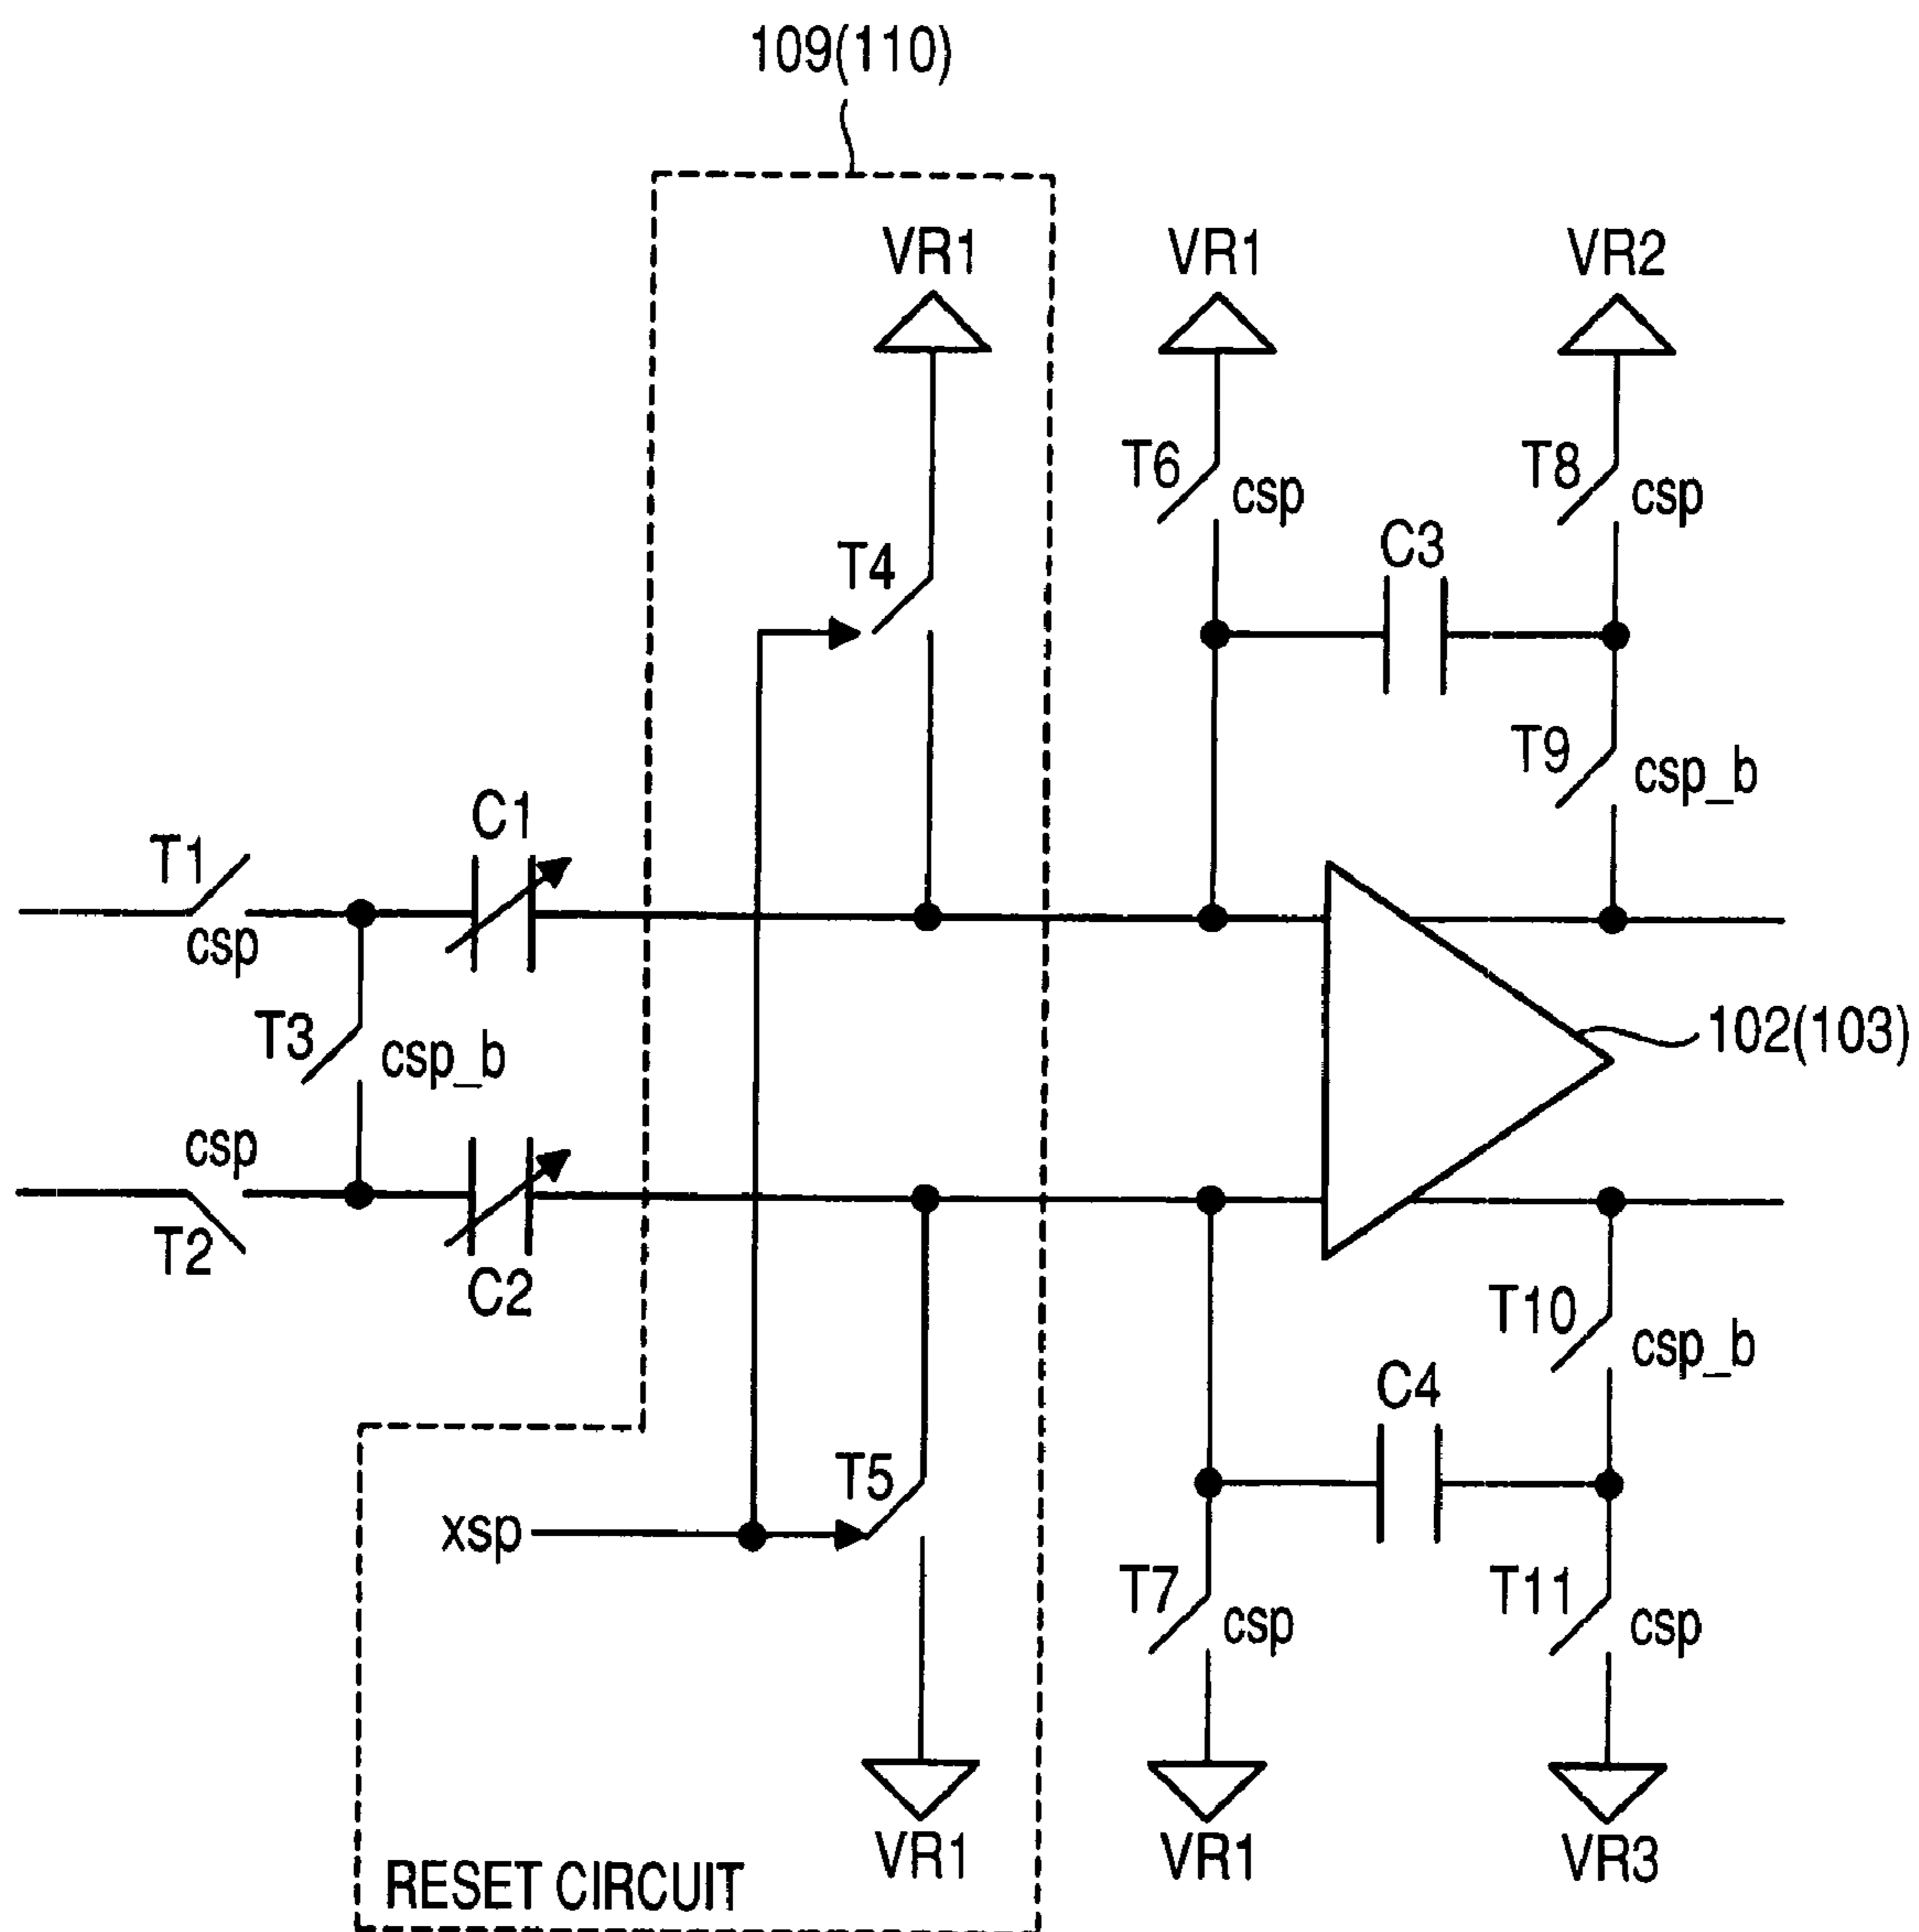 109(110)
VR1
VR1
VR2
T6
csp
T8
csp
C3
T4
T9
csp_b
C1
T1
csp
T3
csp_b
102(103)
csp
T2
C2
T10
csp_b
C4
T5
xsp
T7
csp
T11
csp
VR1
VR1
VR3
RESET CIRCUIT